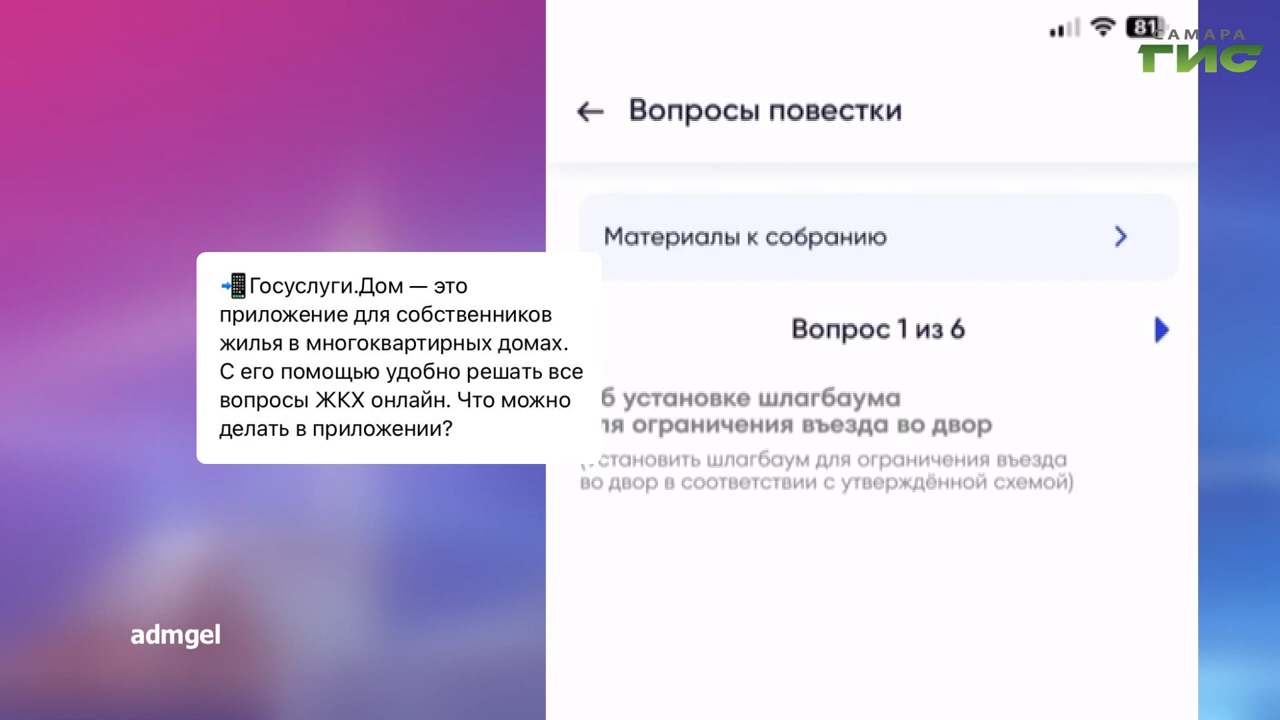 81
САМАРА
ГИС
Вопросы повестки
Материалы к собранию
📲Госуслуги.Дом — это
приложение для собственников
жилья в многоквартирных домах.
С его помощью удобно решать все
вопросы ЖКХ онлайн. Что можно
делать в приложении?
Вопрос 1 из 6
установке шлагбаума
ограничения въезда во двор
установить шлагбаум для ограничения въезда
во двор в соответствии с утверждённой схемой)
admgel